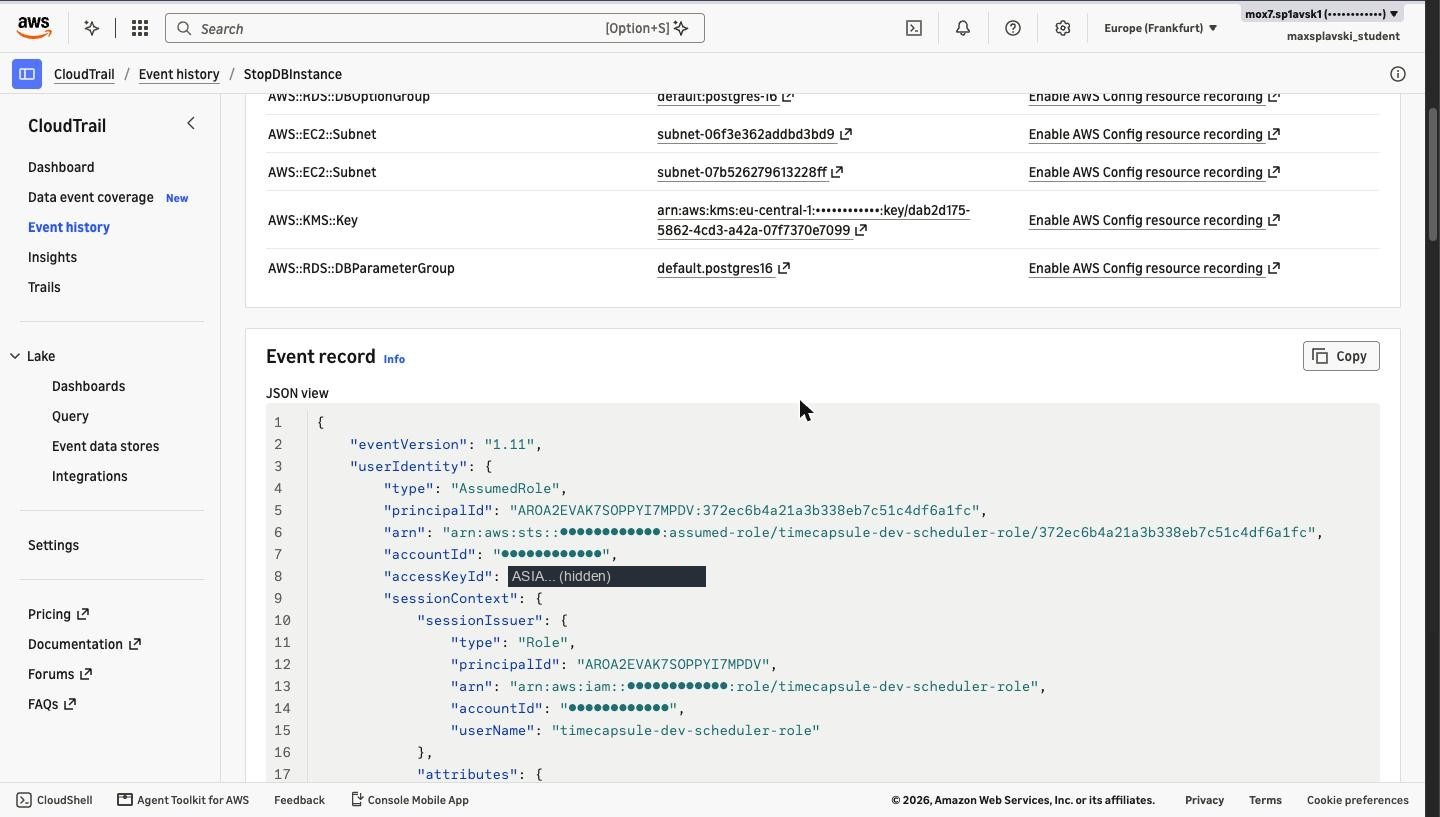 aws
Search
[Option+S]
Europe (Frankfurt)
mox7.sp1avsk1 (••••••••••••)
maxsplavski_student
CloudTrail / Event history / StopDBInstance
CloudTrail
Dashboard
Data event coverage New
Event history
Insights
Trails
Lake
Dashboards
Query
Event data stores
Integrations
Settings
Pricing
Documentation
Forums
FAQs
AWS::RDS::DBOptionGroup default:postgres-16 Enable AWS Config resource recording
AWS::EC2::Subnet subnet-06f3e362addbd3bd9 Enable AWS Config resource recording
AWS::EC2::Subnet subnet-07b526279613228ff Enable AWS Config resource recording
AWS::KMS::Key arn:aws:kms:eu-central-1:••••••••••••:key/dab2d175-
5862-4cd3-a42a-07f7370e7099 Enable AWS Config resource recording
AWS::RDS::DBParameterGroup default.postgres16 Enable AWS Config resource recording
Event record Info
Copy
JSON view
1 {
2 "eventVersion": "1.11",
3 "userIdentity": {
4 "type": "AssumedRole",
5 "principalId": "AROA2EVAK7SOPPYI7MPDV:372ec6b4a21a3b338eb7c51c4df6a1fc",
6 "arn": "arn:aws:sts::●●●●●●●●●●●●:assumed-role/timecapsule-dev-scheduler-role/372ec6b4a21a3b338eb7c51c4df6a1fc",
7 "accountId": "●●●●●●●●●●●●",
8 "accessKeyId": ASIA... (hidden)
9 "sessionContext": {
10 "sessionIssuer": {
11 "type": "Role",
12 "principalId": "AROA2EVAK7SOPPYI7MPDV",
13 "arn": "arn:aws:iam::●●●●●●●●●●●●:role/timecapsule-dev-scheduler-role",
14 "accountId": "●●●●●●●●●●●●",
15 "userName": "timecapsule-dev-scheduler-role"
16 },
17 "attributes": {
CloudShell
Agent Toolkit for AWS
Feedback
Console Mobile App
© 2026, Amazon Web Services, Inc. or its affiliates.
Privacy
Terms
Cookie preferences